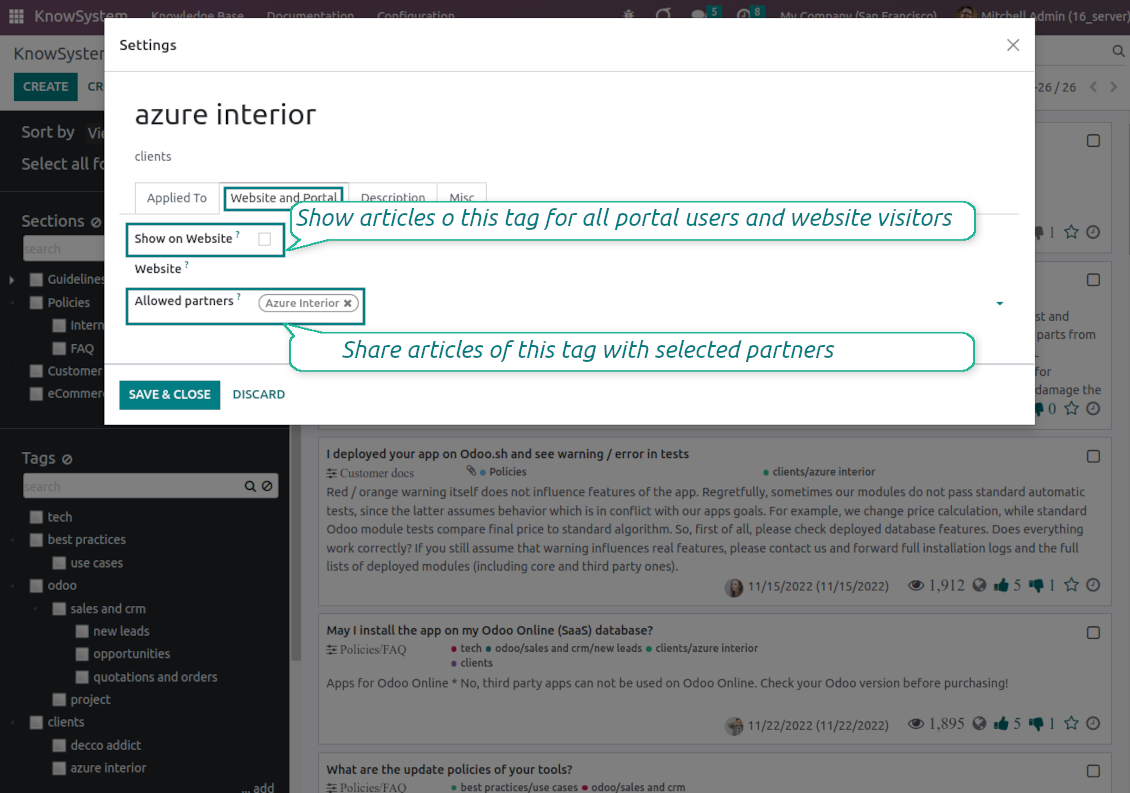 KnowSystem Knowledge Base Documentation Configuration 5 8 My Company (San Francisco) Mitchell Admin (16_server)
KnowSyster
CREATE CR
-26 / 26
Settings
azure interior
clients
Applied To Website and Portal Description Misc
Show articles o this tag for all portal users and website visitors
Show on Website ?
Website ?
Allowed partners ? Azure Interior ✖
Share articles of this tag with selected partners
SAVE & CLOSE DISCARD
Sort by Vie
Select all fo
Sections
search
Guidelines
Policies
Intern
FAQ
Customer
eCommer
1
st and
parts from
for
damage the
0
Tags
search
tech
best practices
use cases
odoo
sales and crm
new leads
opportunities
quotations and orders
project
clients
decco addict
azure interior
... add
I deployed your app on Odoo.sh and see warning / error in tests
Customer docs Policies clients/azure interior
Red / orange warning itself does not influence features of the app. Regretfully, sometimes our modules do not pass standard automatic
tests, since the latter assumes behavior which is in conflict with our apps goals. For example, we change price calculation, while standard
Odoo module tests compare final price to standard algorithm. So, first of all, please check deployed database features. Does everything
work correctly? If you still assume that warning influences real features, please contact us and forward full installation logs and the full
lists of deployed modules (including core and third party ones).
11/15/2022 (11/15/2022) 1,912 5 1
May I install the app on my Odoo Online (SaaS) database?
Policies/FAQ tech odoo/sales and crm/new leads clients/azure interior
clients
Apps for Odoo Online * No, third party apps can not be used on Odoo Online. Check your Odoo version before purchasing!
11/22/2022 (11/22/2022) 1,895 5 1
What are the update policies of your tools?
Policies/FAQ best practices/use cases odoo/sales and crm